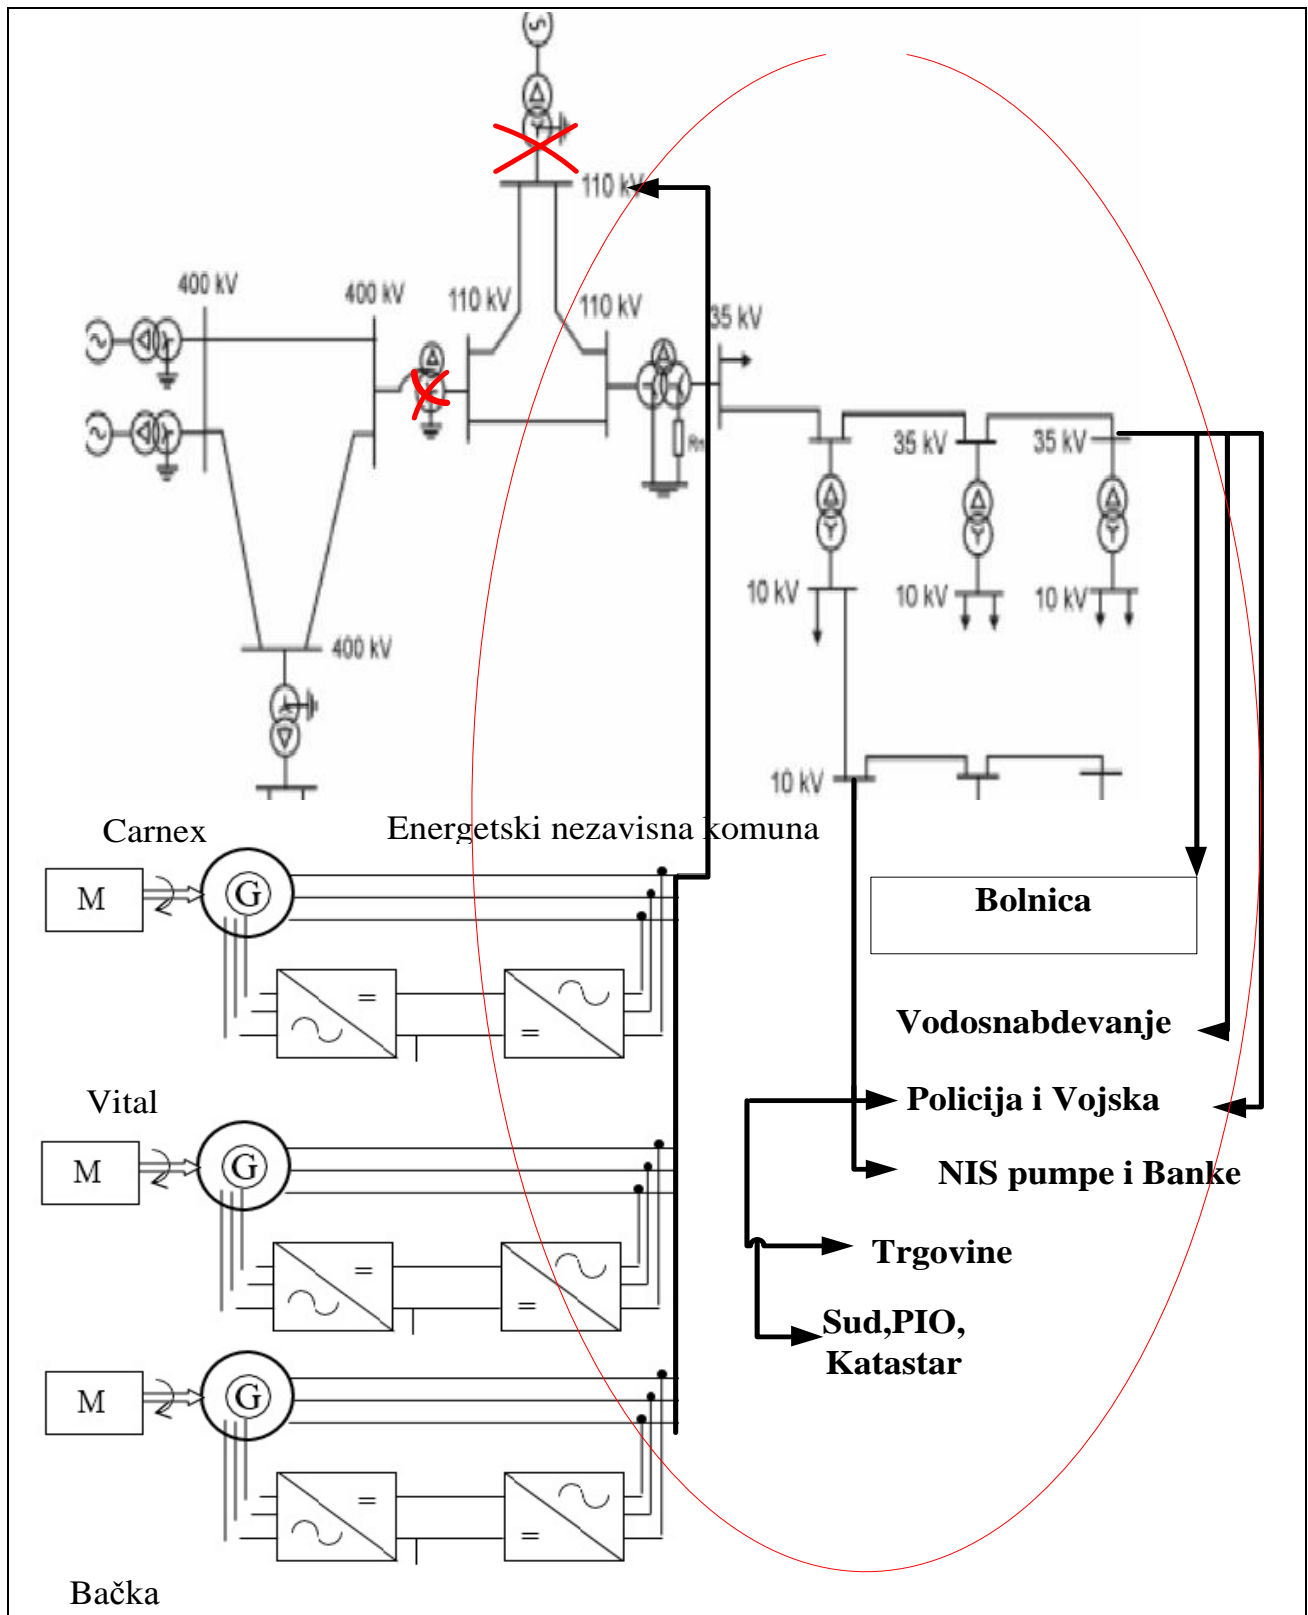 S
110 kV
400 kV
400 kV
110 kV
110 kV
35 kV
Rn
35 kV
35 kV
10 kV
10 kV
10 kV
400 kV
10 kV
Carnex
Energetski nezavisna komuna
M
G
=
=
Bolnica
Vodosnabdevanje
Vital
Policija i Vojska
M
G
NIS pumpe i Banke
=
=
Trgovine
Sud,PIO,
Katastar
M
G
=
=
Bačka